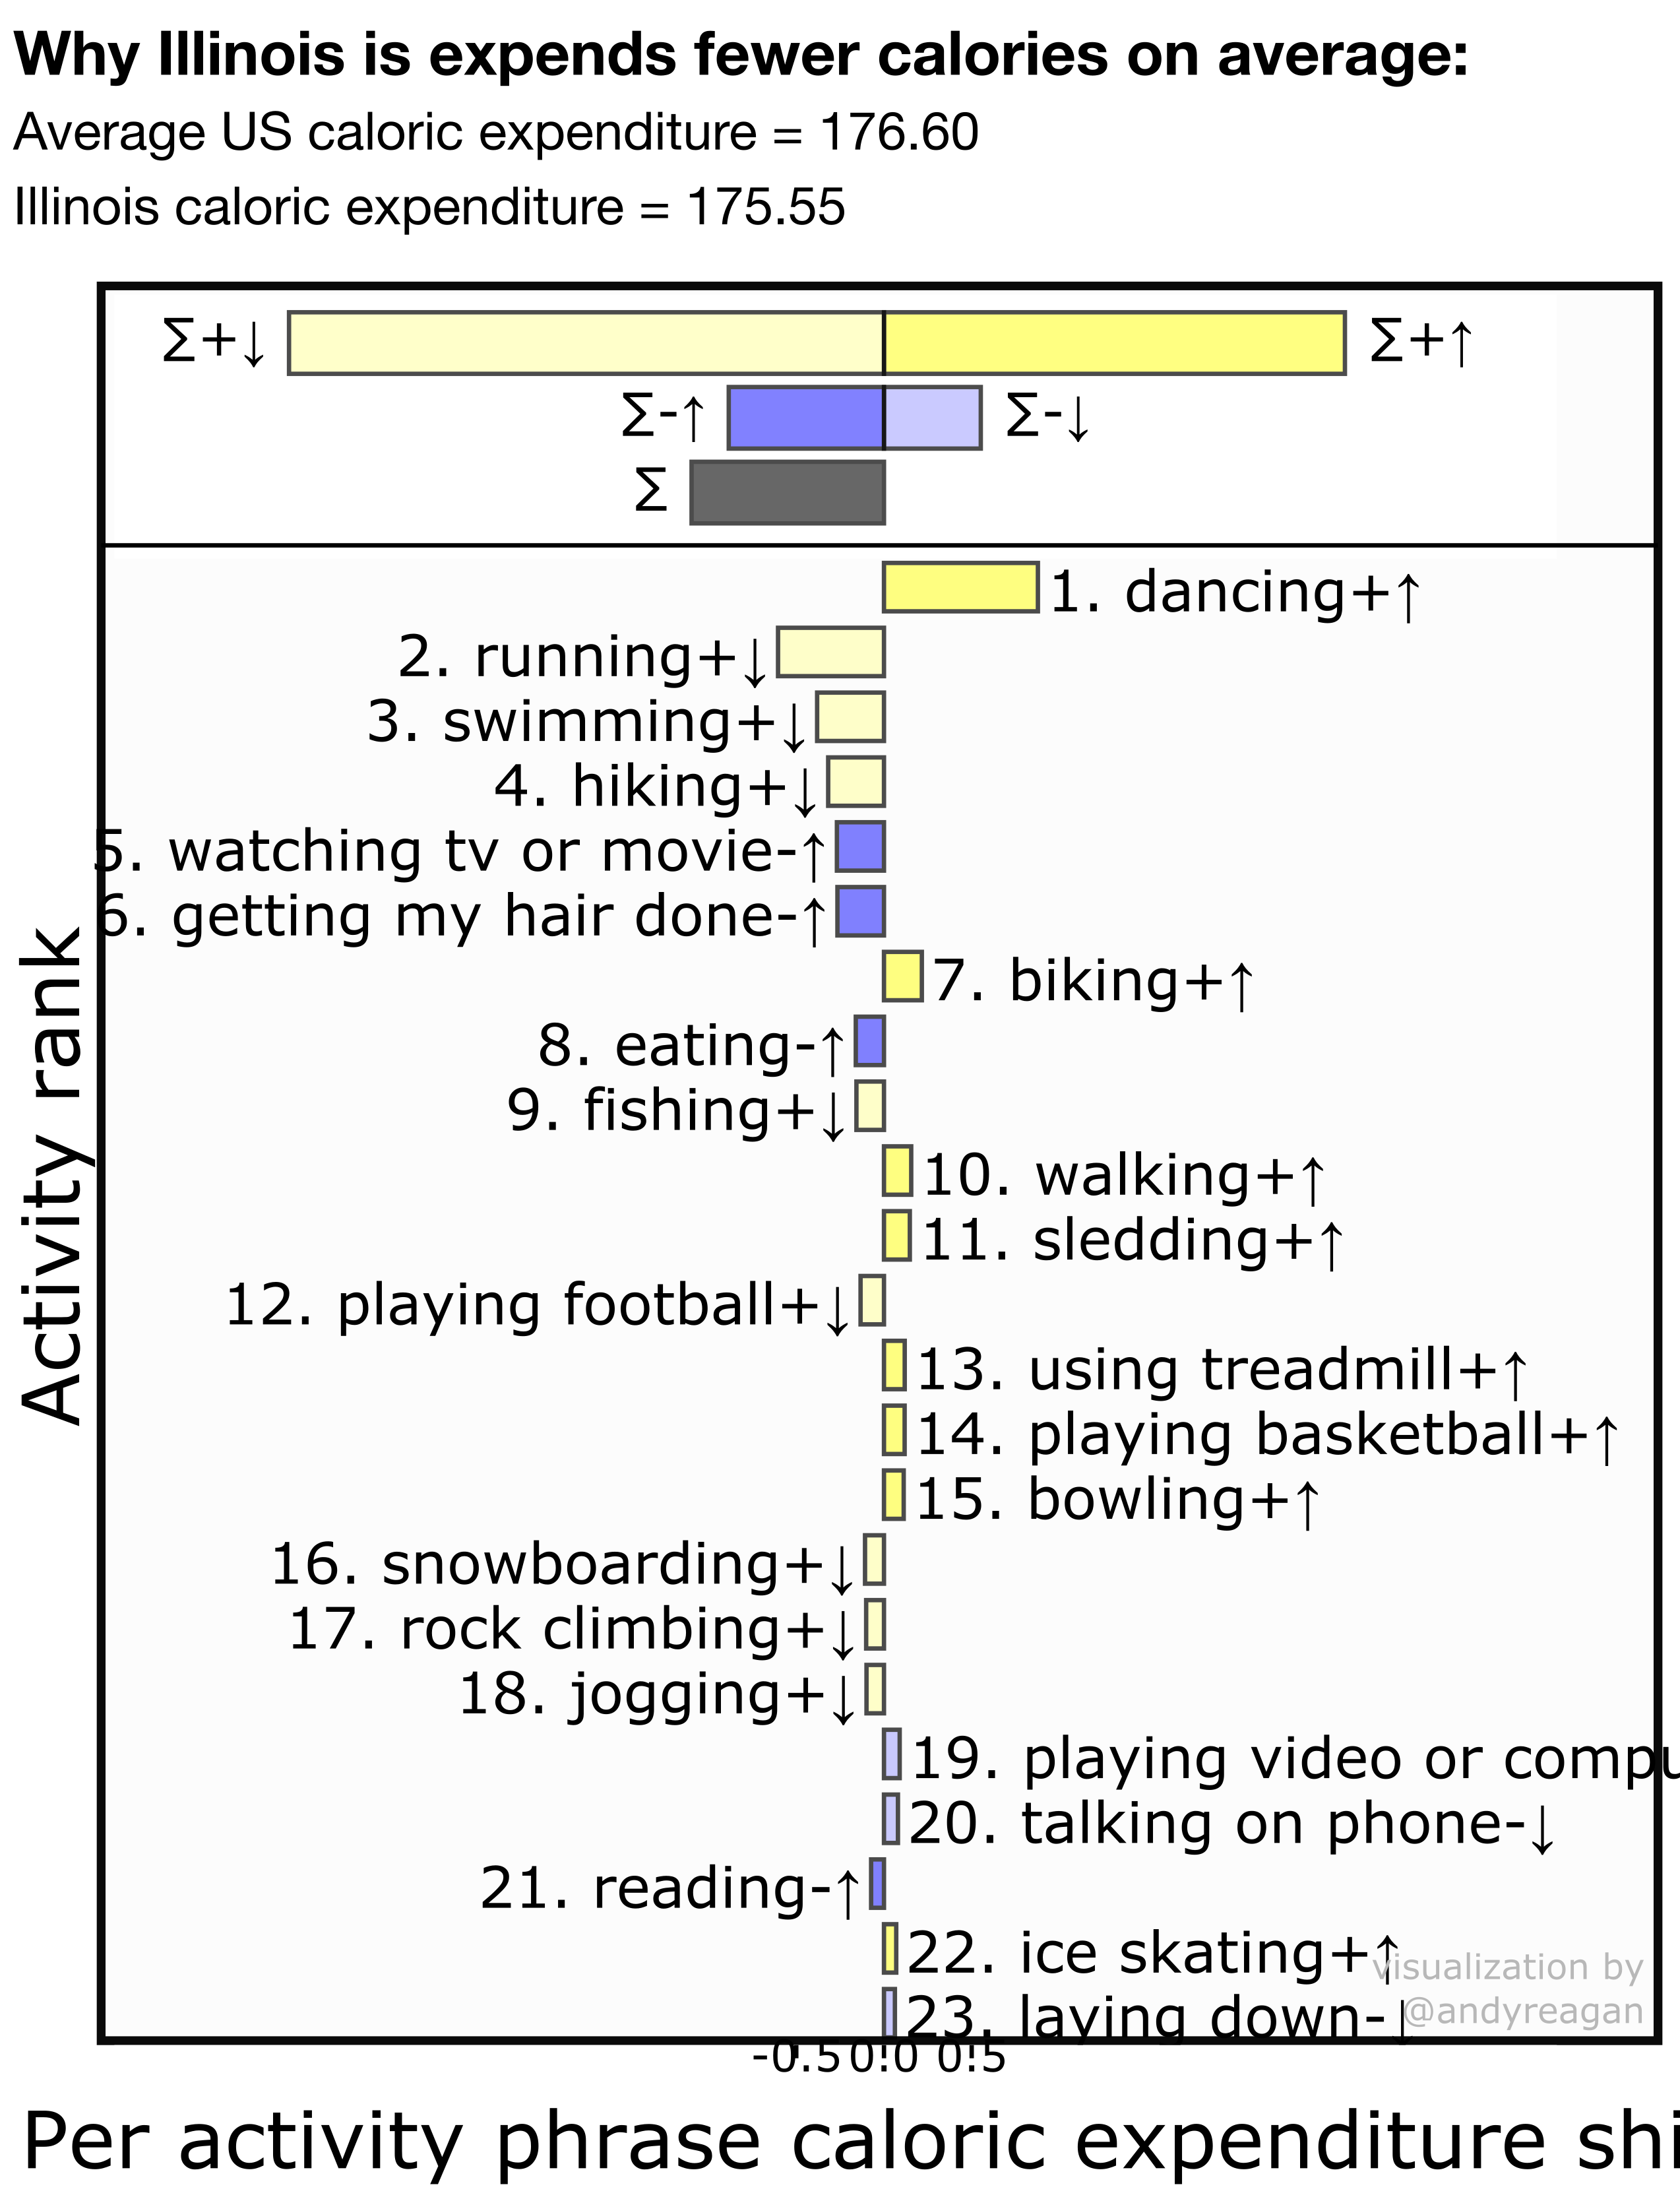 Why Illinois is expends fewer calories on average:
Average US caloric expenditure = 176.60
Illinois caloric expenditure = 175.55
∑+↓ ∑+↑
∑-↑ ∑-↓
∑
1. dancing+↑
2. running+↓
3. swimming+↓
4. hiking+↓
5. watching tv or movie-↑
6. getting my hair done-↑
7. biking+↑
8. eating-↑
9. fishing+↓
10. walking+↑
11. sledding+↑
12. playing football+↓
13. using treadmill+↑
14. playing basketball+↑
15. bowling+↑
16. snowboarding+↓
17. rock climbing+↓
18. jogging+↓
19. playing video or compu
20. talking on phone-↓
21. reading-↑
22. ice skating+↑
23. laying down-↓
visualization by
@andyreagan
Activity rank
-0.5 0.0 0.5
Per activity phrase caloric expenditure shi